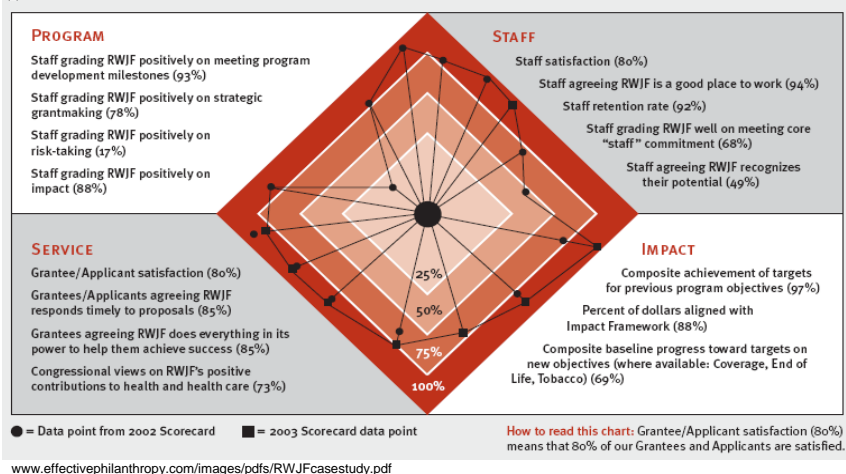 PROGRAM
Staff grading RWJF positively on meeting program
development milestones (93%)
Staff grading RWJF positively on strategic
grantmaking (78%)
Staff grading RWJF positively on
risk-taking (17%)
Staff grading RWJF positively on
impact (88%)
STAFF
Staff satisfaction (80%)
Staff agreeing RWJF is a good place to work (94%)
Staff retention rate (92%)
Staff grading RWJF well on meeting core
“staff” commitment (68%)
Staff agreeing RWJF recognizes
their potential (49%)
SERVICE
Grantee/Applicant satisfaction (80%)
Grantees/Applicants agreeing RWJF
responds timely to proposals (85%)
Grantees agreeing RWJF does everything in its
power to help them achieve success (85%)
Congressional views on RWJF’s positive
contributions to health and health care (73%)
25%
50%
75%
100%
IMPACT
Composite achievement of targets
for previous program objectives (97%)
Percent of dollars aligned with
Impact Framework (88%)
Composite baseline progress toward targets on
new objectives (where available: Coverage, End of
Life, Tobacco) (69%)
= Data point from 2002 Scorecard
= 2003 Scorecard data point
How to read this chart: Grantee/Applicant satisfaction (80%)
means that 80% of our Grantees and Applicants are satisfied.
www.effectivephilanthropy.com/images/pdfs/RWJFcasestudy.pdf